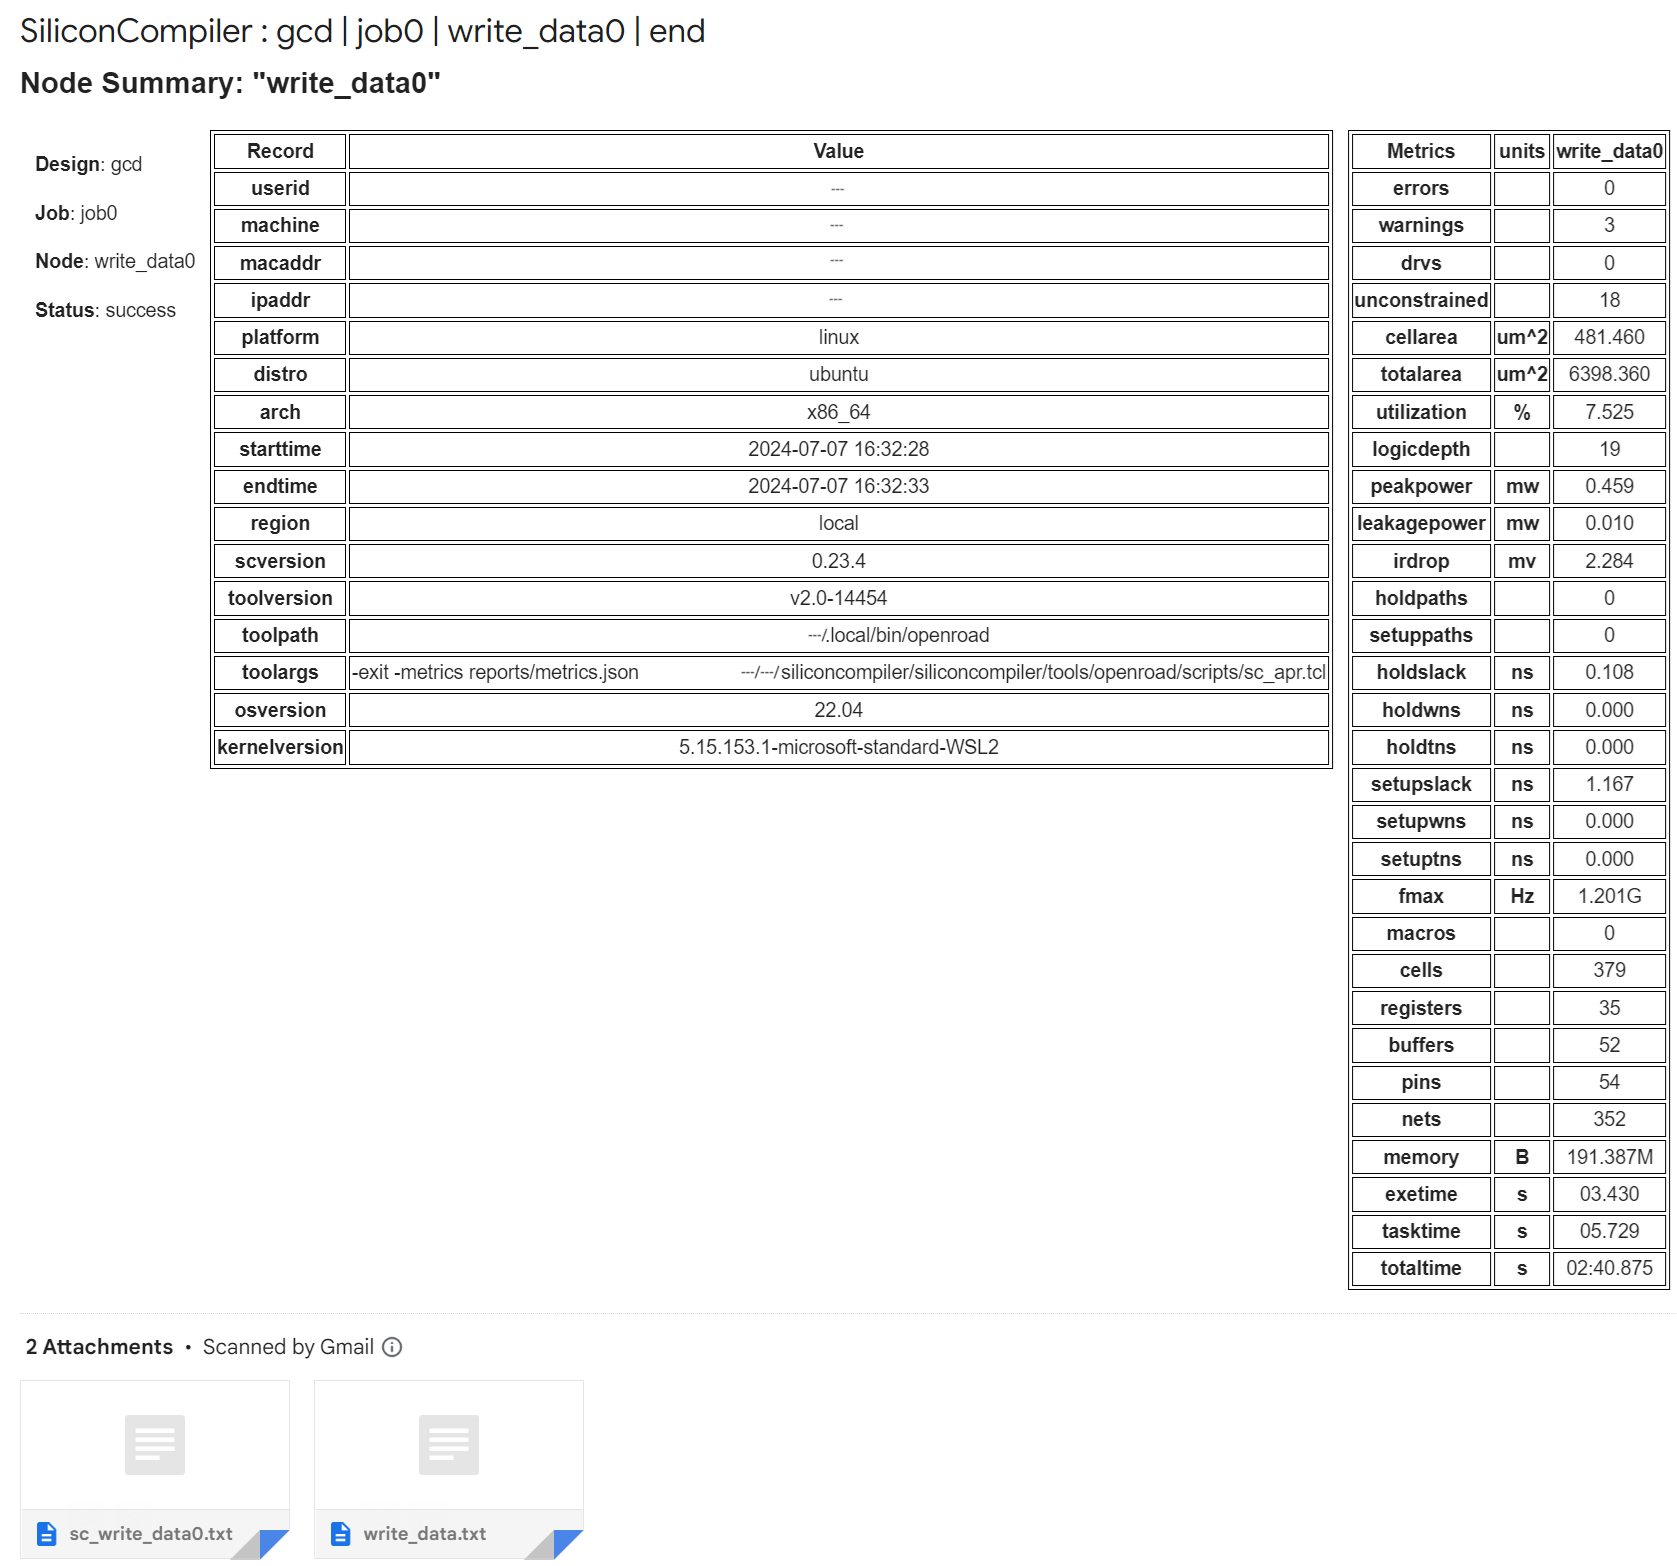 SiliconCompiler : gcd | job0 | write_data0 | end
Node Summary: "write_data0"
Design: gcd
Job: job0
Node: write_data0
Status: success
Record Value
userid ---
machine ---
macaddr ---
ipaddr ---
platform linux
distro ubuntu
arch x86_64
starttime 2024-07-07 16:32:28
endtime 2024-07-07 16:32:33
region local
scversion 0.23.4
toolversion v2.0-14454
toolpath ---/.local/bin/openroad
toolargs -exit -metrics reports/metrics.json ---/---/siliconcompiler/siliconcompiler/tools/openroad/scripts/sc_apr.tcl
osversion 22.04
kernelversion 5.15.153.1-microsoft-standard-WSL2
Metrics units write_data0
errors 0
warnings 3
drvs 0
unconstrained 18
cellarea um^2 481.460
totalarea um^2 6398.360
utilization % 7.525
logicdepth 19
peakpower mw 0.459
leakagepower mw 0.010
irdrop mv 2.284
holdpaths 0
setuppaths 0
holdslack ns 0.108
holdwns ns 0.000
holdtns ns 0.000
setupslack ns 1.167
setupwns ns 0.000
setuptns ns 0.000
fmax Hz 1.201G
macros 0
cells 379
registers 35
buffers 52
pins 54
nets 352
memory B 191.387M
exetime s 03.430
tasktime s 05.729
totaltime s 02:40.875
2 Attachments • Scanned by Gmail
sc_write_data0.txt
write_data.txt